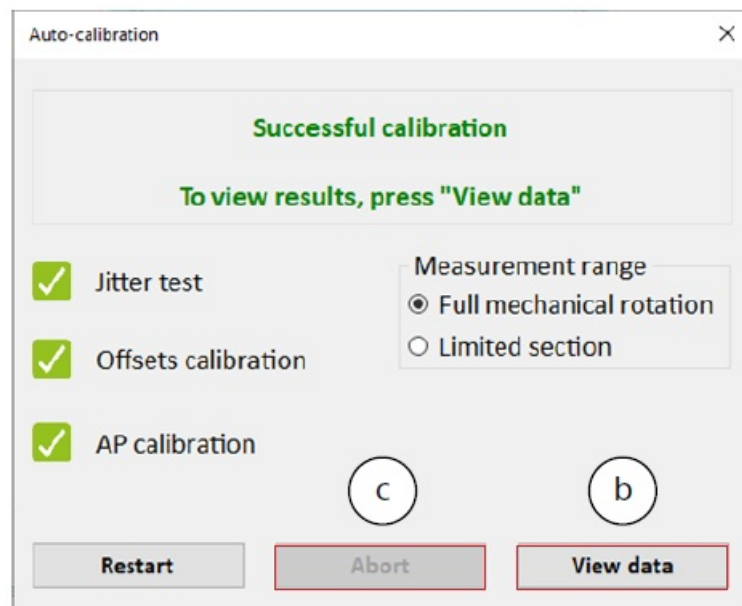 Auto-calibration
Successful calibration
To view results, press "View data"
Jitter test
Offsets calibration
AP calibration
Measurement range
Full mechanical rotation
Limited section
c
b
Restart
Abort
View data